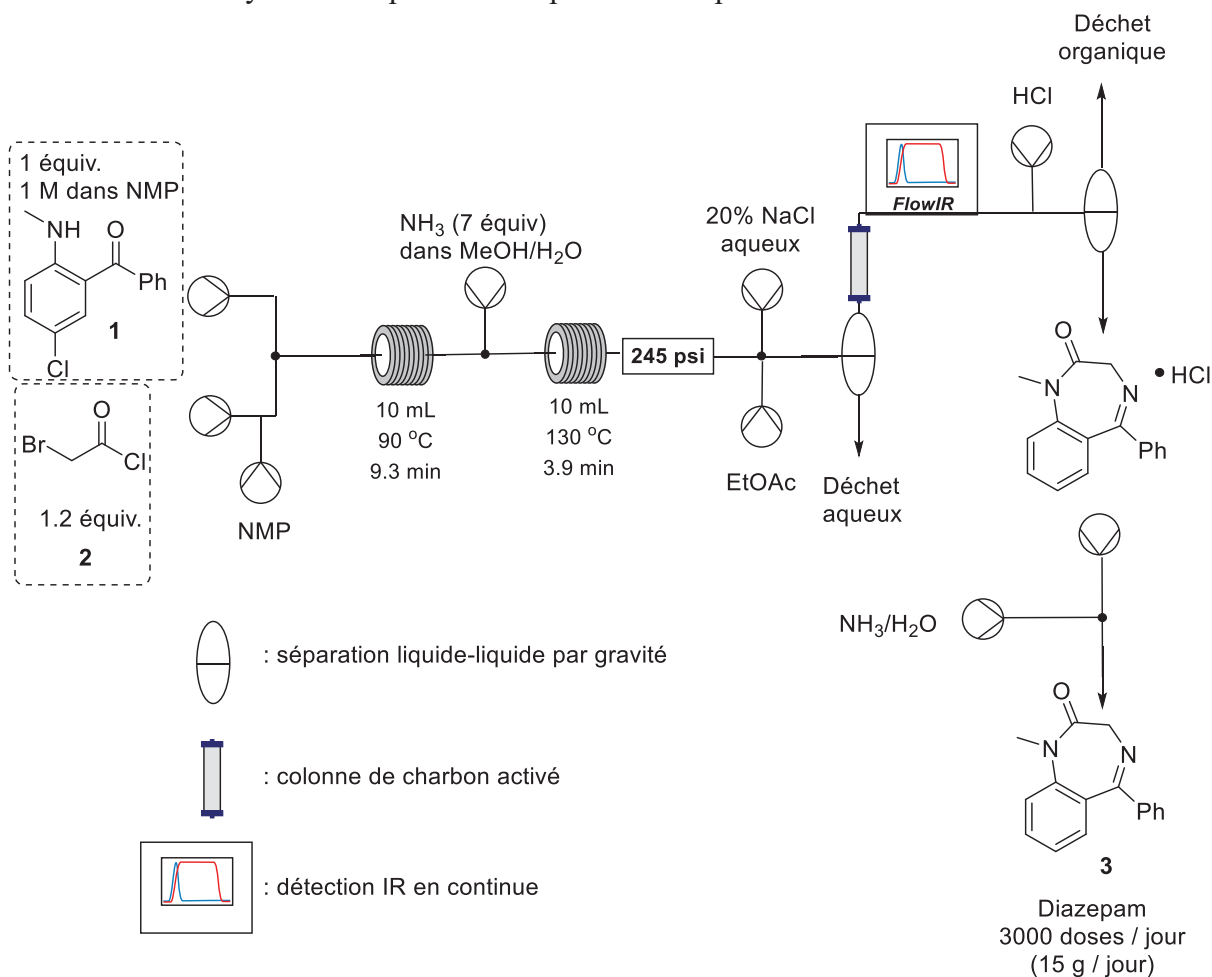 Déchet
organique
HCl
1 équiv.
1 M dans NMP
NH
O
Ph
1
Cl
NH3 (7 équiv)
dans MeOH/H2O
20% NaCl
aqueux
FlowIR
245 psi
10 mL
90 °C
9.3 min
10 mL
130 °C
3.9 min
O
Br
Cl
1.2 équiv.
2
NMP
EtOAc
Déchet
aqueux
O
N
N
Ph
• HCl
NH3/H2O
: séparation liquide-liquide par gravité
: colonne de charbon activé
: détection IR en continue
O
N
N
Ph
3
Diazepam
3000 doses / jour
(15 g / jour)